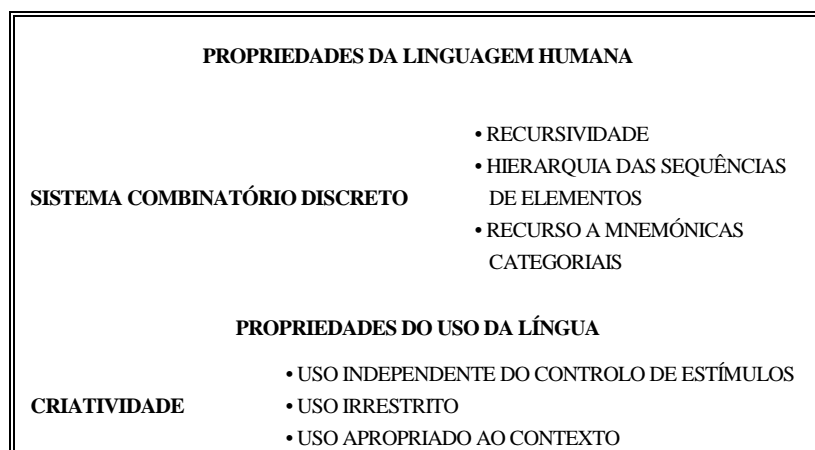 PROPRIEDADES DA LINGUAGEM HUMANA
• RECURSIVIDADE
• HIERARQUIA DAS SEQUÊNCIAS
SISTEMA COMBINATÓRIO DISCRETO DE ELEMENTOS
• RECURSO A MNEMÓNICAS
CATEGORIAIS
PROPRIEDADES DO USO DA LÍNGUA
• USO INDEPENDENTE DO CONTROLO DE ESTÍMULOS
CRIATIVIDADE • USO IRRESTRITO
• USO APROPRIADO AO CONTEXTO